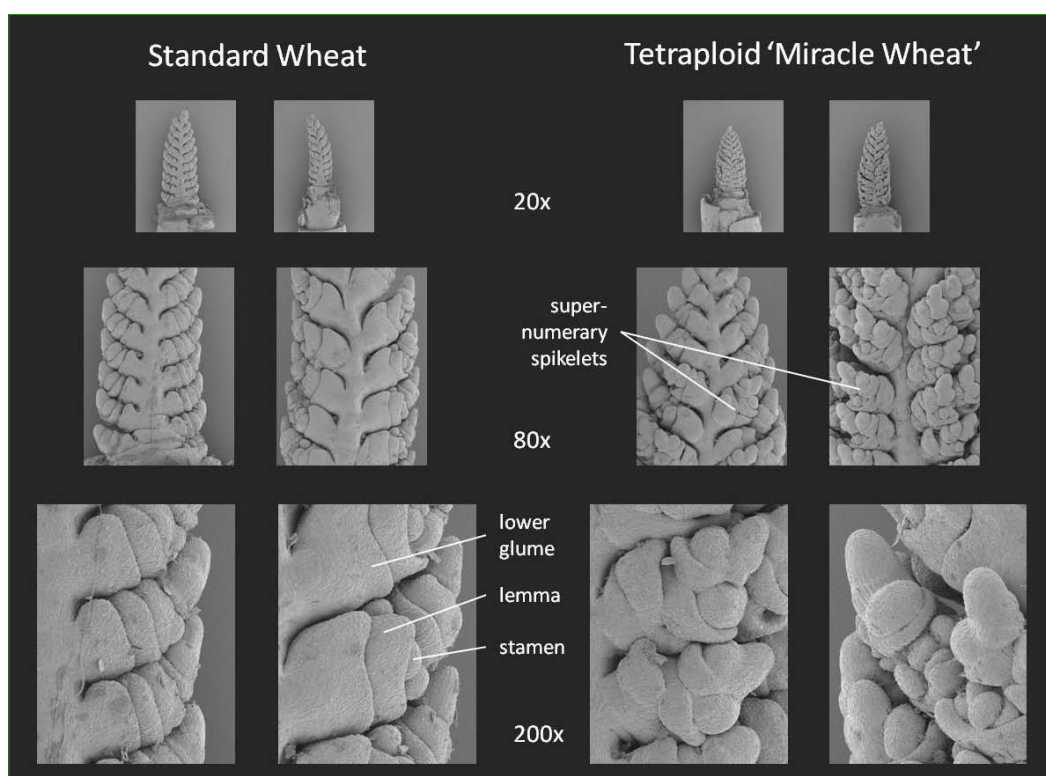 Standard Wheat
Tetraploid 'Miracle Wheat'
20x
super-
numerary
spikelets
80x
lower
glume
lemma
stamen
200x